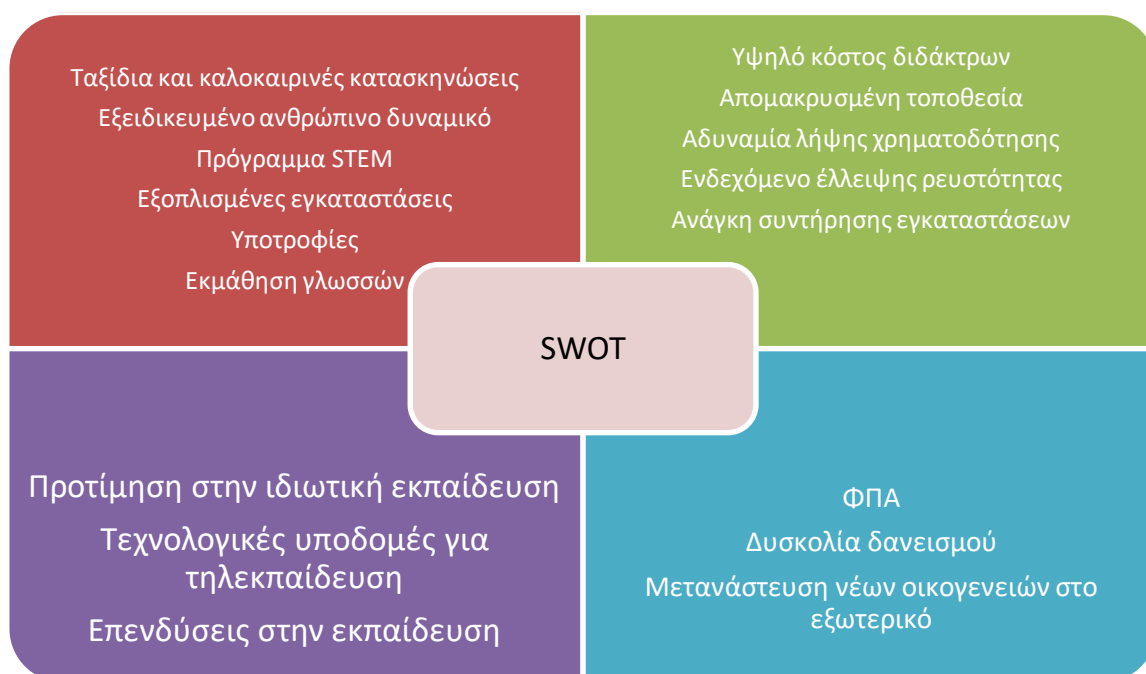 Ταξίδια και καλοκαιρινές κατασκηνώσεις
Εξειδικευμένο ανθρώπινο δυναμικό
Πρόγραμμα STEM
Εξοπλισμένες εγκαταστάσεις
Υποτροφίες
Εκμάθηση γλωσσών
Υψηλό κόστος διδάκτρων
Απομακρυσμένη τοποθεσία
Αδυναμία λήψης χρηματοδότησης
Ενδεχόμενο έλλειψης ρευστότητας
Ανάγκη συντήρησης εγκαταστάσεων
SWOT
Προτίμηση στην ιδιωτική εκπαίδευση
Τεχνολογικές υποδομές για
τηλεκπαίδευση
Επενδύσεις στην εκπαίδευση
ΦΠΑ
Δυσκολία δανεισμού
Μετανάστευση νέων οικογενειών στο
εξωτερικό